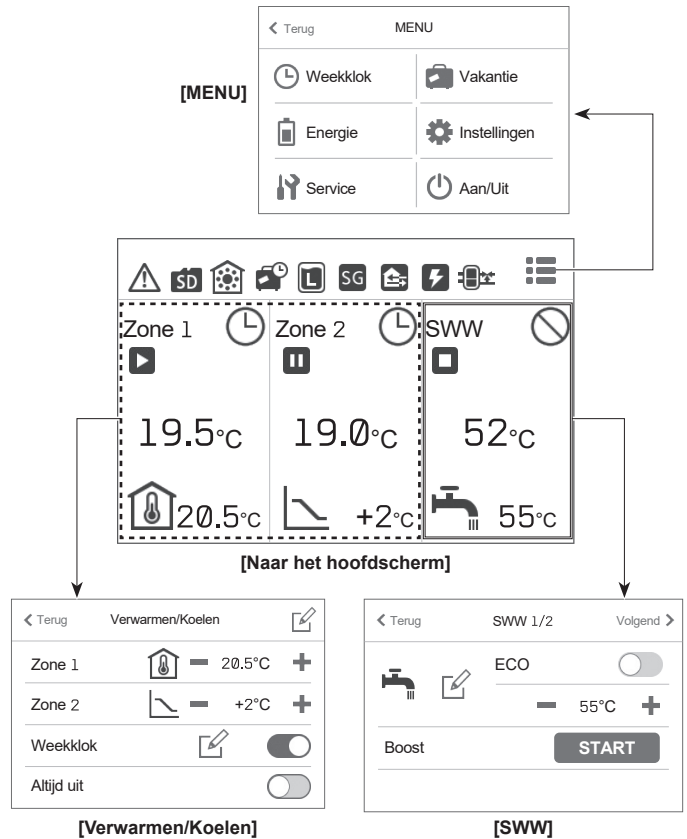 < Terug MENU
[MENU]
Weekklok Vakantie
Energie Instellingen
Service Aan/Uit
SD L SG
Zone 1 Zone 2 SWW
19.5°C 19.0°C 52°C
20.5°C +2°C 55°C
[Naar het hoofdscherm]
< Terug Verwarmen/Koelen
Zone 1 20.5°C +
Zone 2 +2°C +
Weekklok
Altijd uit
[Verwarmen/Koelen]
< Terug SWW 1/2 Volgend >
ECO
55°C +
Boost START
[SWW]